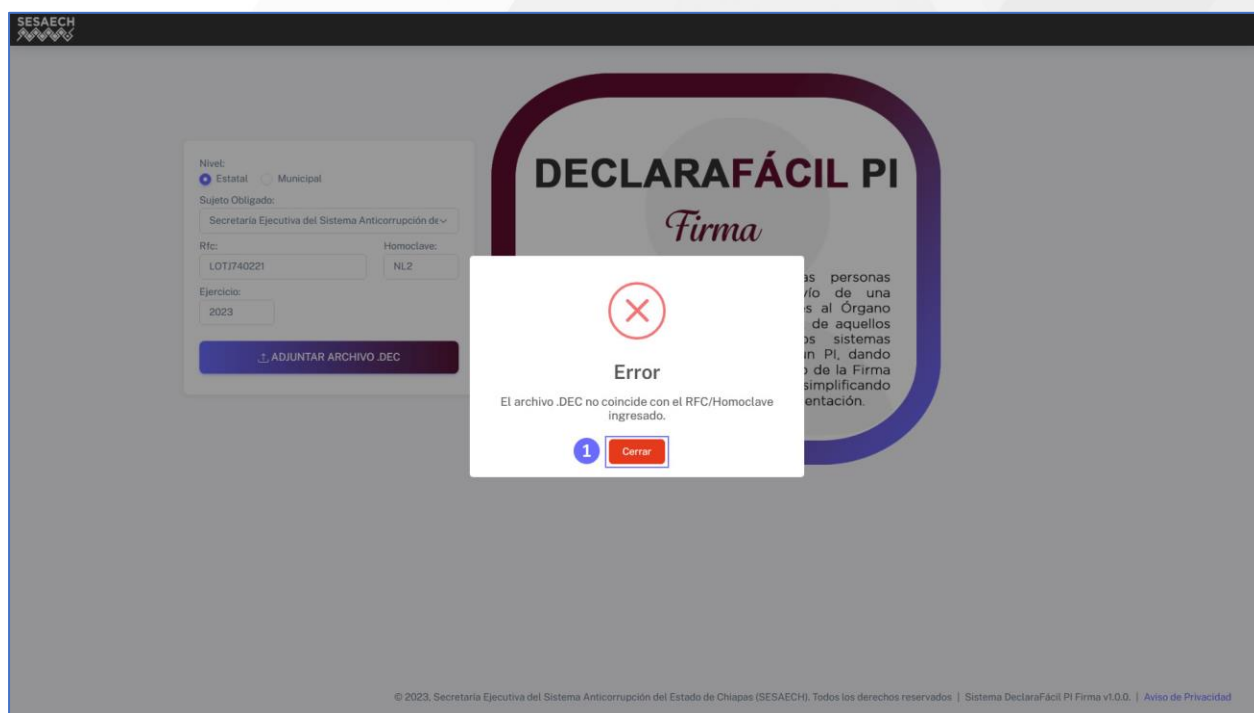 SESAECH
Nivel:
Estatal Municipal
Sujeto Obligado:
Secretaría Ejecutiva del Sistema Anticorrupción de
Rfc: Homoclave:
LOTJ740221 NL2
Ejercicio:
2023
ADJUNTAR ARCHIVO .DEC
DECLARAFÁCIL PI
Firma
personas
de una
al Órgano
de aquellos
sistemas
PI, dando
de la Firma
simplificando
Error
El archivo .DEC no coincide con el RFC/Homoclave
ingresado.
1 Cerrar
© 2023, Secretaría Ejecutiva del Sistema Anticorrupción del Estado de Chiapas (SESAECH). Todos los derechos reservados | Sistema DeclaraFácil PI Firma v1.0.0. | Aviso de Privacidad